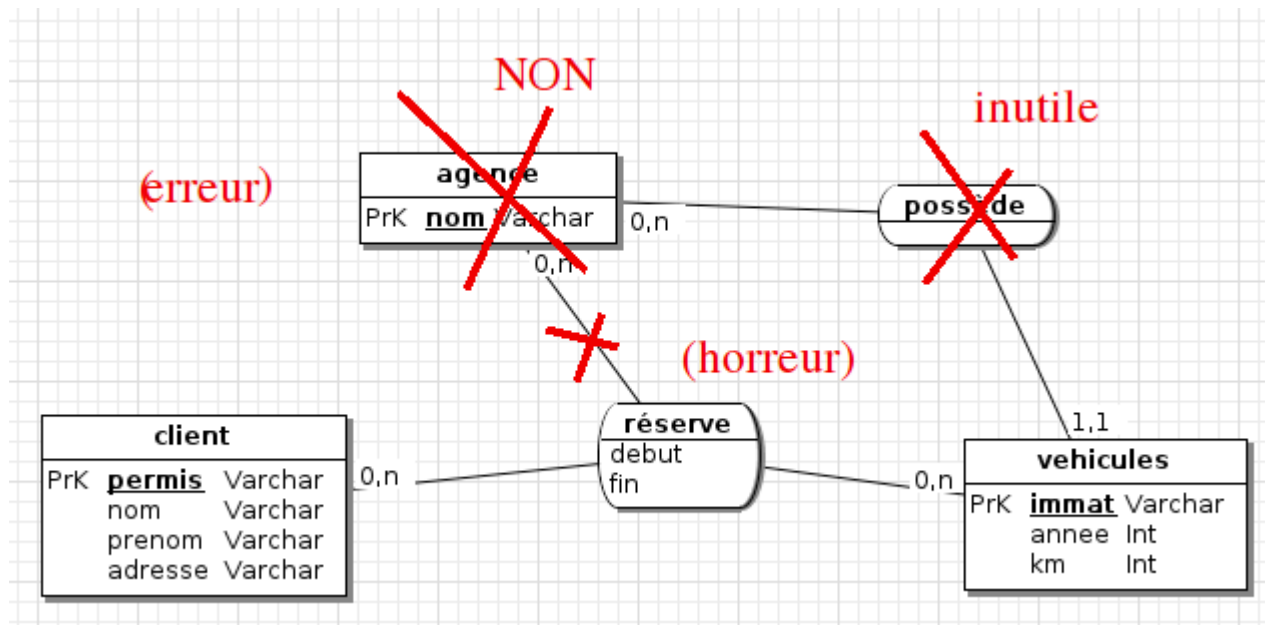 NON
inutile
(erreur)
agence
PrK nom Varchar
0,n
possède
0,n
(horreur)
client
PrK permis Varchar
nom Varchar
prenom Varchar
adresse Varchar
0,n
réserve
debut
fin
0,n
1,1
vehicules
PrK immat Varchar
annee Int
km Int